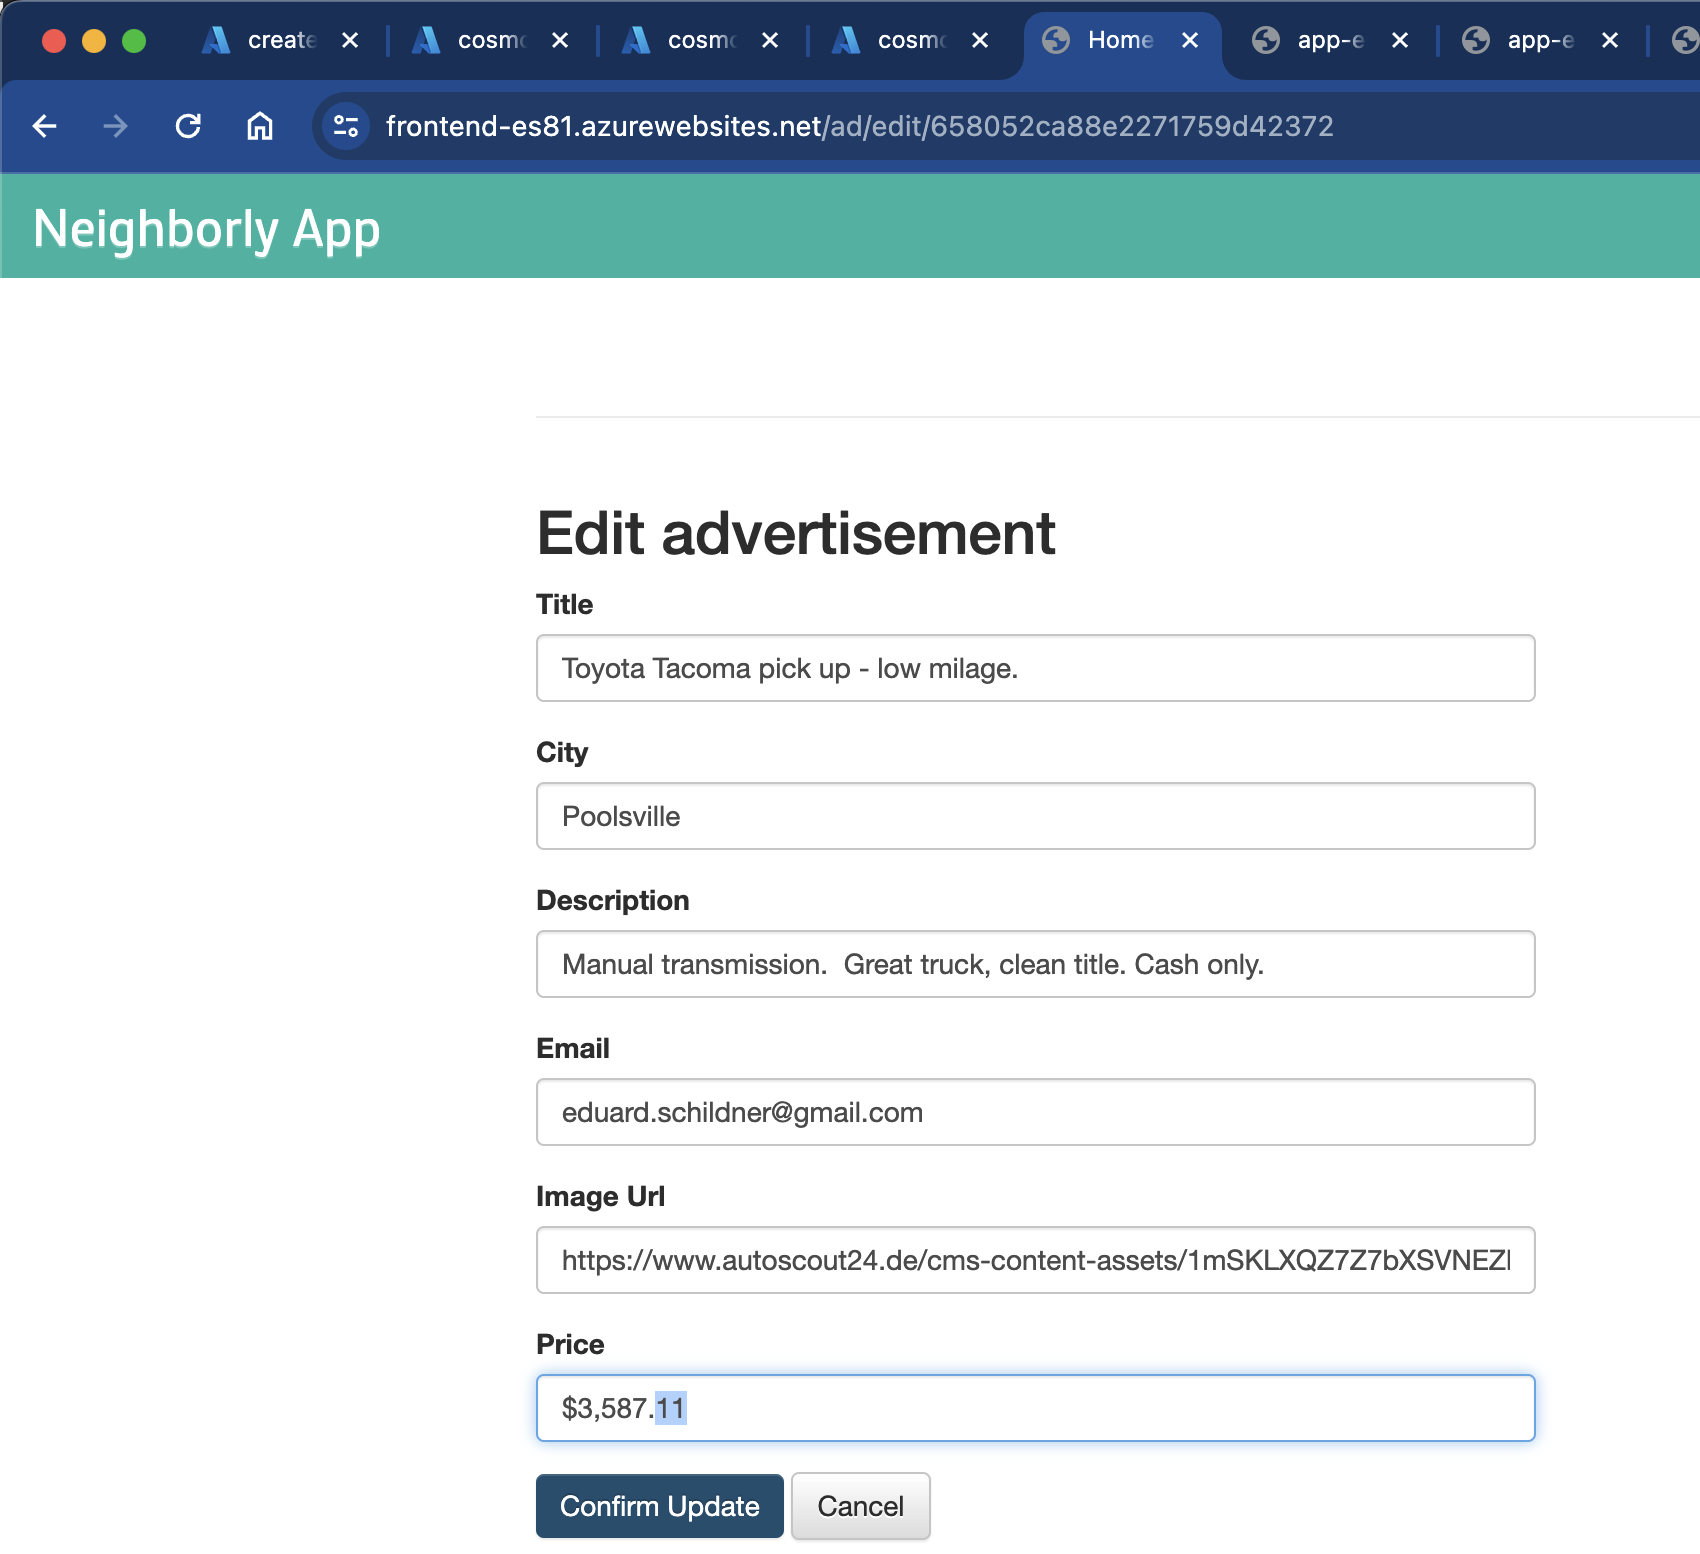 create
cosmo
cosmo
cosmo
Home
app-e
app-e
frontend-es81.azurewebsites.net/ad/edit/658052ca88e2271759d42372
Neighborly App
Edit advertisement
Title
Toyota Tacoma pick up - low milage.
City
Poolsville
Description
Manual transmission.  Great truck, clean title. Cash only.
Email
eduard.schildner@gmail.com
Image Url
https://www.autoscout24.de/cms-content-assets/1mSKLXQZ7Z7bXSVNEZ
Price
$3,587.11
Confirm Update
Cancel